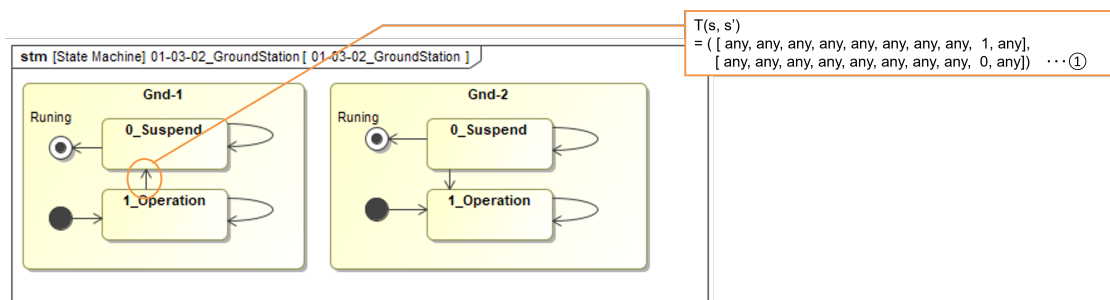 T(s, s’)
= ( [ any, any, any, any, any, any, any, any, 1, any],
[ any, any, any, any, any, any, any, any, 0, any]) ···①
stm [State Machine] 01-03-02_GroundStation [ 01-03-02_GroundStation ]
Gnd-1
Runing
0_Suspend
1_Operation
Gnd-2
Runing
0_Suspend
1_Operation